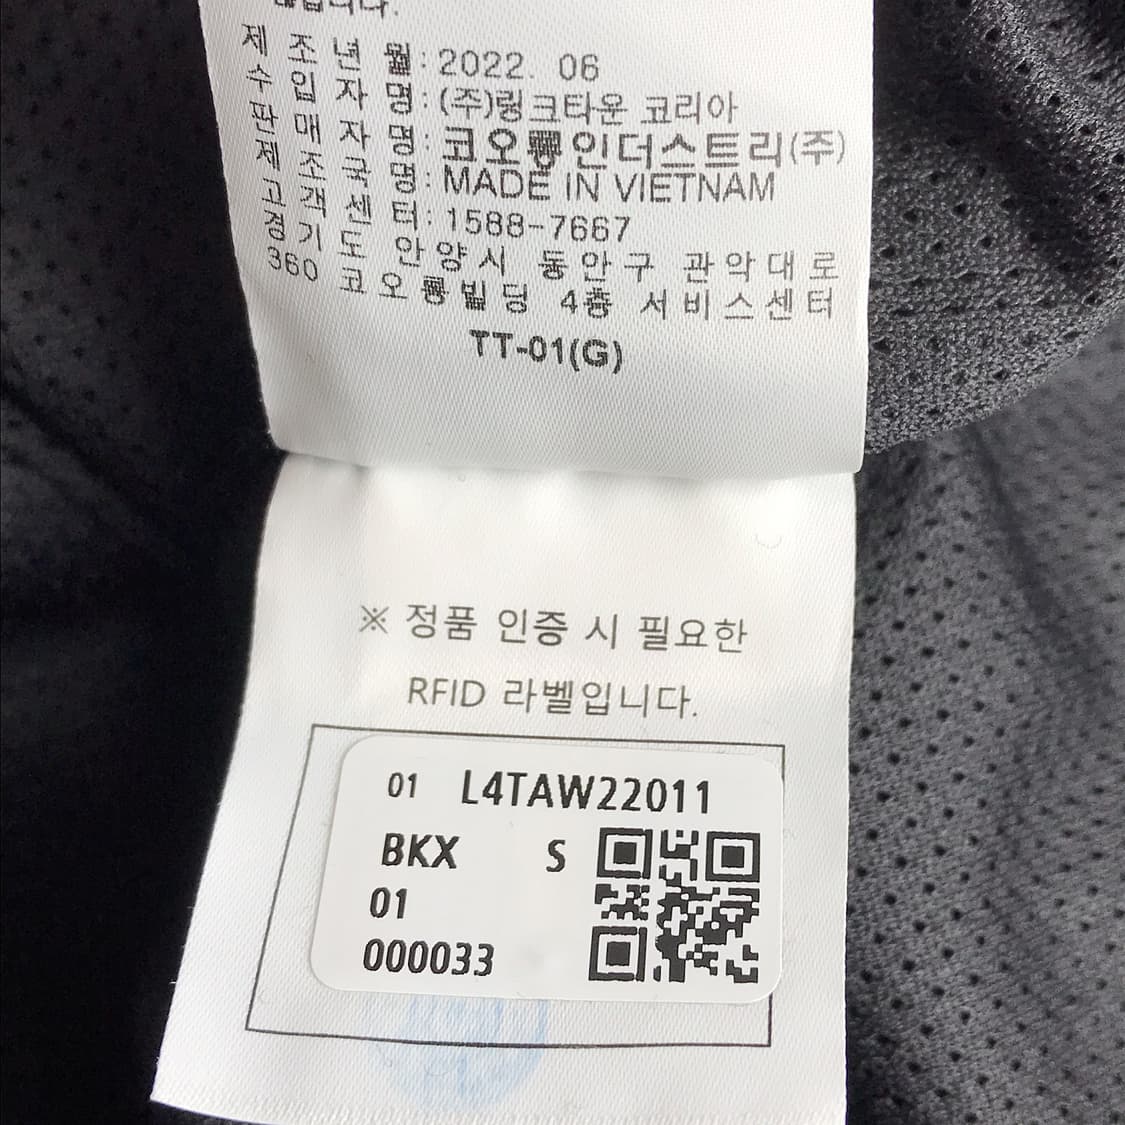 않습니다.
제 조 년 월 : 2022. 06
수 입 자 명 : (주)링크타운 코리아
판 매 자 명 : 코오롱인더스트리(주)
제 조 국 명 : MADE IN VIETNAM
고 객 센 터 : 1588-7667
경기도 안양시 동안구 관악대로
360 코오롱빌딩 4층 서비스센터
TT-01(G)
※ 정품 인증 시 필요한
RFID 라벨입니다.
01 L4TAW22011
BKX S
01
000033